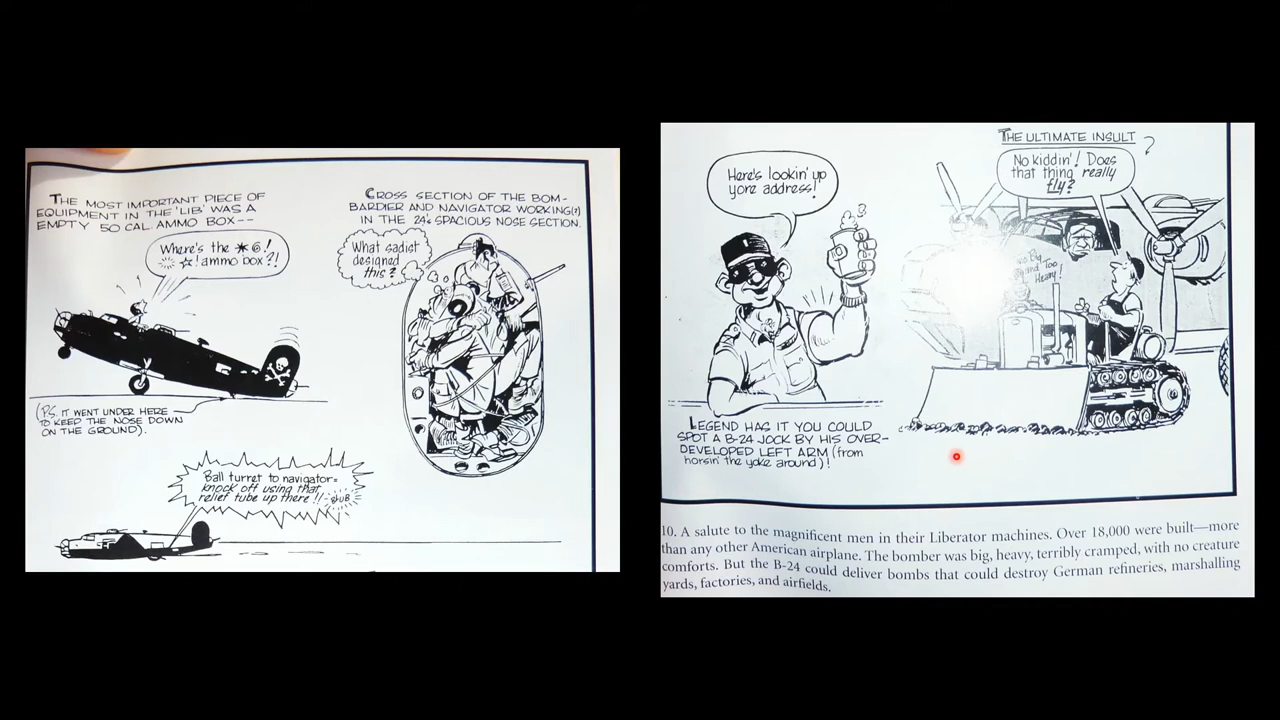 THE MOST IMPORTANT PIECE OF
EQUIPMENT IN THE 'LIB' WAS A
EMPTY 50 CAL. AMMO BOX--
Where's the *@!
☆! ammo box?!
(P.S. IT WENT UNDER HERE
TO KEEP THE NOSE DOWN
ON THE GROUND).
CROSS SECTION OF THE BOM-
BARDIER AND NAVIGATOR WORKING(?)
IN THE 24's SPACIOUS NOSE SECTION.
What sadist
designed
this?
Ball turret to navigator=
knock off using that
relief tube up there!!
Here's lookin' up
yore address!
LEGEND HAS IT YOU COULD
SPOT A B-24 JOCK BY HIS OVER-
DEVELOPED LEFT ARM (from
horsin' the yoke around)!
THE ULTIMATE INSULT
?
No kiddin'! Does
that thing really
fly?
Big
and Too
Heavy!
10. A salute to the magnificent men in their Liberator machines. Over 18,000 were built—more
than any other American airplane. The bomber was big, heavy, terribly cramped, with no creature
comforts. But the B-24 could deliver bombs that could destroy German refineries, marshalling
yards, factories, and airfields.